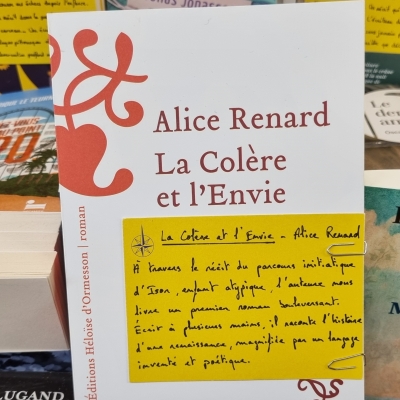 Alice Renard
La Colère
et l'Envie
Éditions Héloïse d'Ormesson | roman
La Colère et l'Envie - Alice Renard
À travers le récit du parcours initiatique
d'Isor, enfant atypique, l'auteure nous
livre un premier roman bouleversant.
Écrit à plusieurs mains, il raconte l'histoire
d'une renaissance, magnifiée par un langage
inventé et poétique.
LUGAND